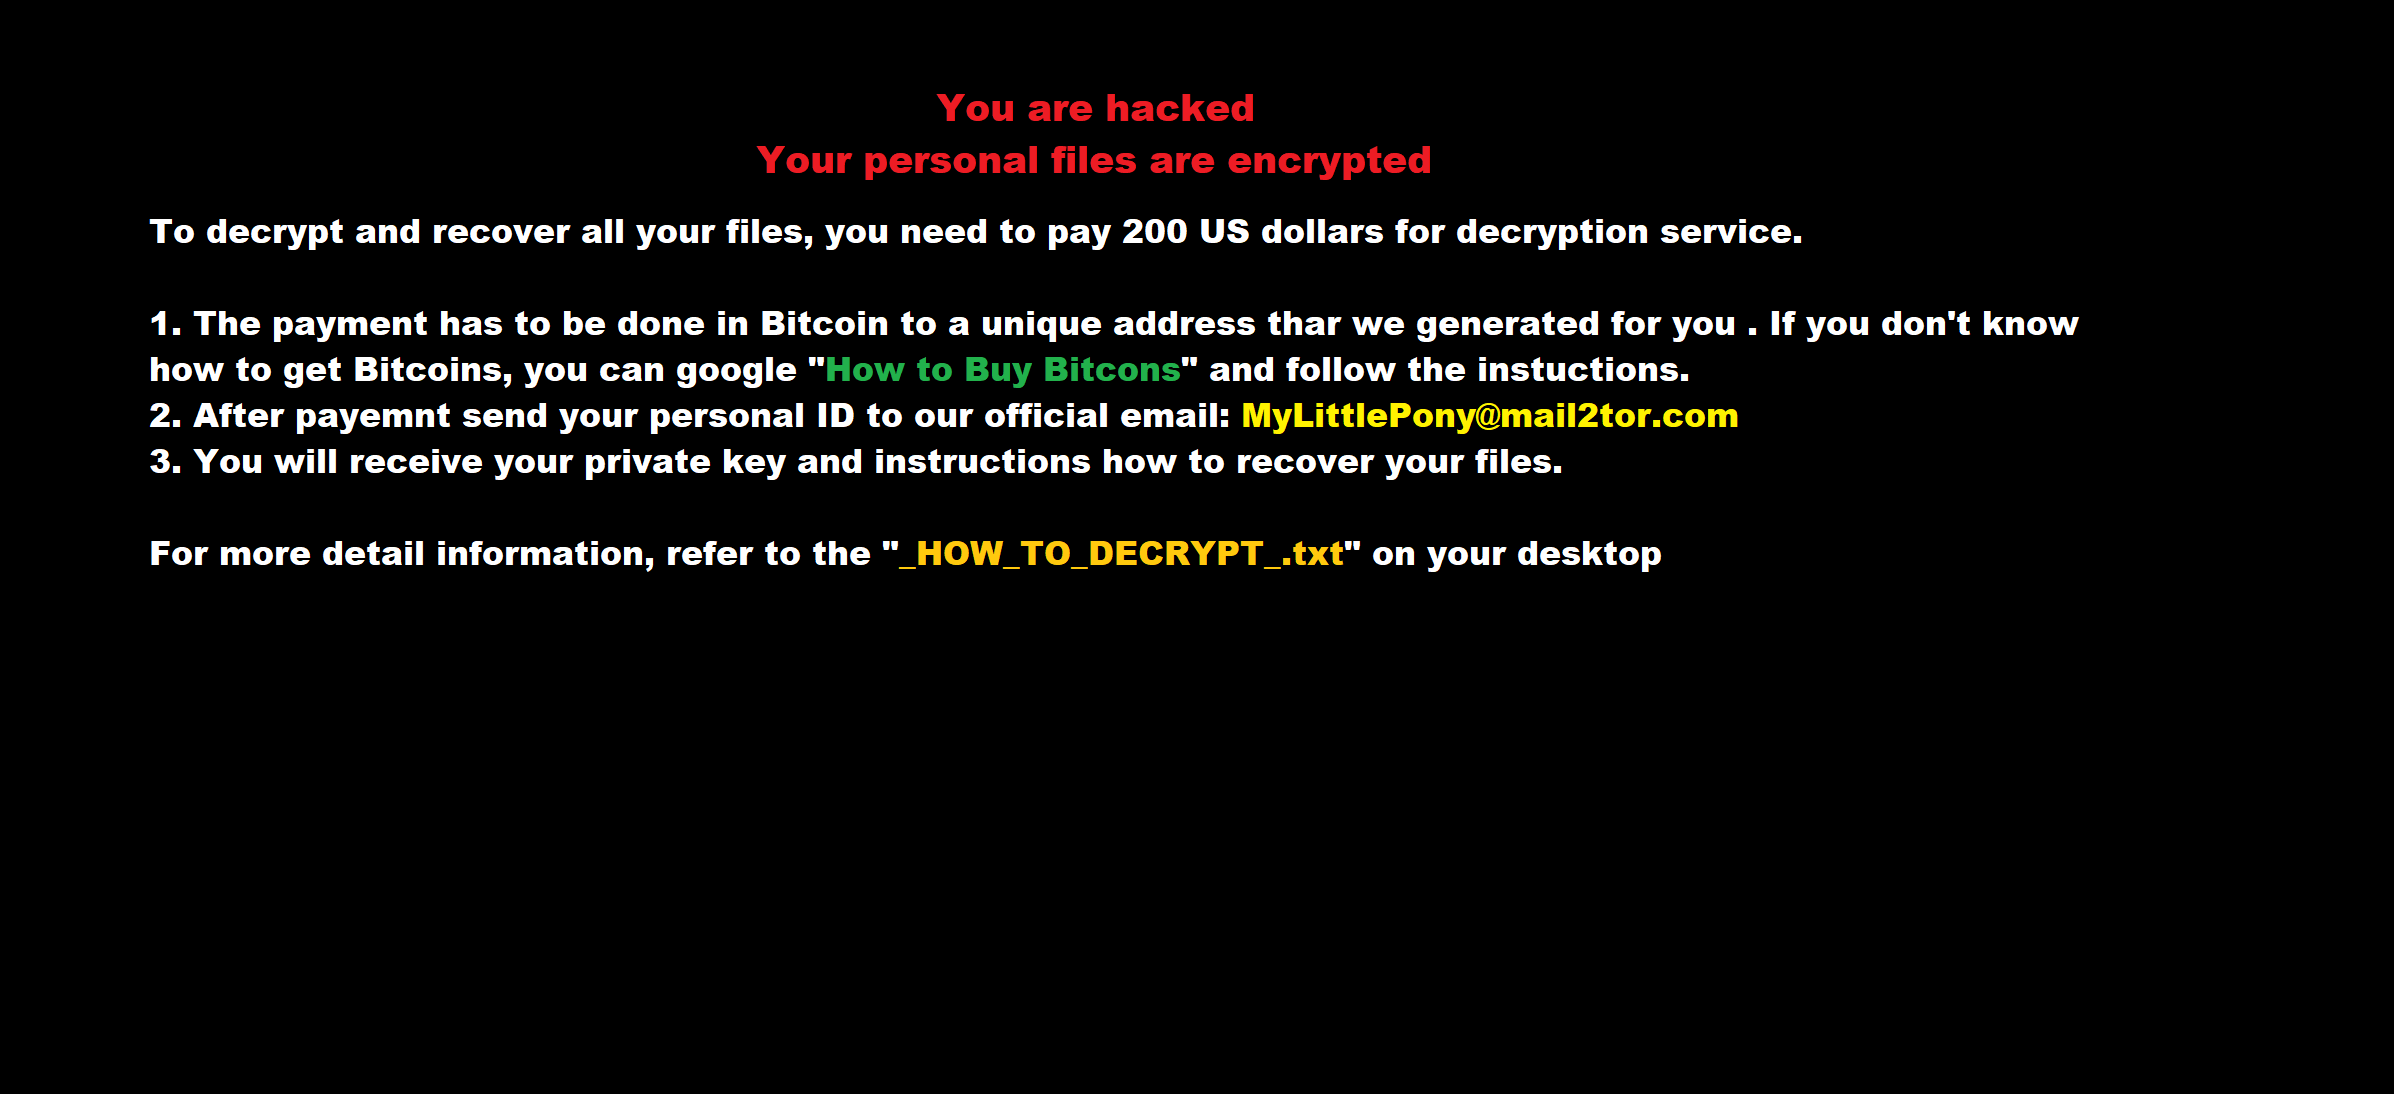 You are hacked
Your personal files are encrypted
To decrypt and recover all your files, you need to pay 200 US dollars for decryption service.
1. The payment has to be done in Bitcoin to a unique address thar we generated for you . If you don't know
how to get Bitcoins, you can google "How to Buy Bitcons" and follow the instuctions.
2. After payemnt send your personal ID to our official email: MyLittlePony@mail2tor.com
3. You will receive your private key and instructions how to recover your files.
For more detail information, refer to the "_HOW_TO_DECRYPT_.txt" on your desktop